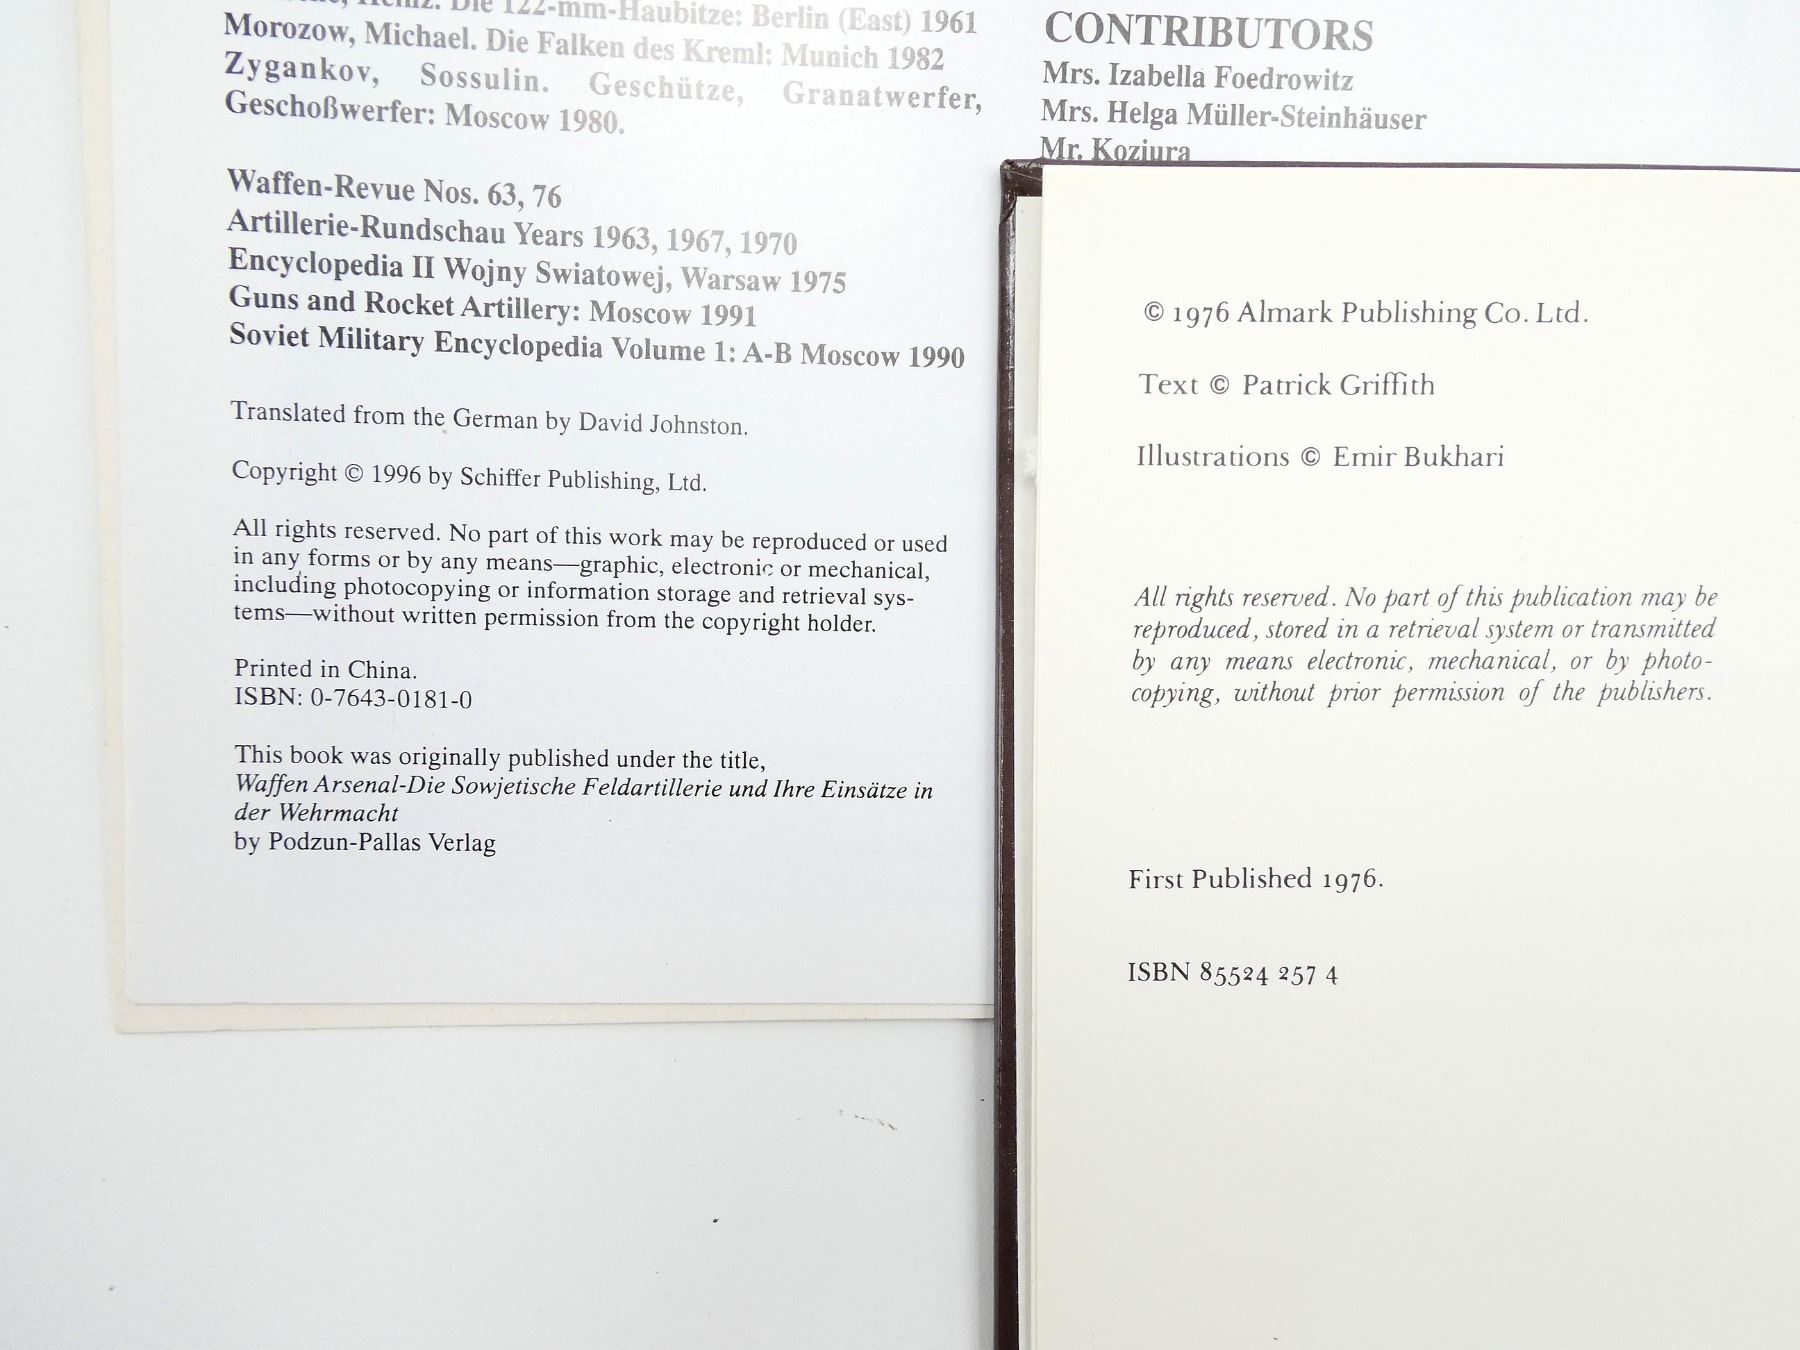 Heinz. Die 122-mm-Haubitze: Berlin (East) 1961
Morozow, Michael. Die Falken des Kreml: Munich 1982
Zygankov, Sossulin. Geschütze, Granatwerfer,
Geschoßwerfer: Moscow 1980.
Waffen-Revue Nos. 63, 76
Artillerie-Rundschau Years 1963, 1967, 1970
Encyclopedia II Wojny Swiatowej, Warsaw 1975
Guns and Rocket Artillery: Moscow 1991
Soviet Military Encyclopedia Volume 1: A-B Moscow 1990
Translated from the German by David Johnston.
Copyright © 1996 by Schiffer Publishing, Ltd.
All rights reserved. No part of this work may be reproduced or used
in any forms or by any means—graphic, electronic or mechanical,
including photocopying or information storage and retrieval sys-
tems—without written permission from the copyright holder.
Printed in China.
ISBN: 0-7643-0181-0
This book was originally published under the title,
Waffen Arsenal-Die Sowjetische Feldartillerie und Ihre Einsätze in
der Wehrmacht
by Podzun-Pallas Verlag
CONTRIBUTORS
Mrs. Izabella Foedrowitz
Mrs. Helga Müller-Steinhäuser
Mr. Koziura
© 1976 Almark Publishing Co. Ltd.
Text © Patrick Griffith
Illustrations © Emir Bukhari
All rights reserved. No part of this publication may be
reproduced, stored in a retrieval system or transmitted
by any means electronic, mechanical, or by photo-
copying, without prior permission of the publishers.
First Published 1976.
ISBN 85524 257 4